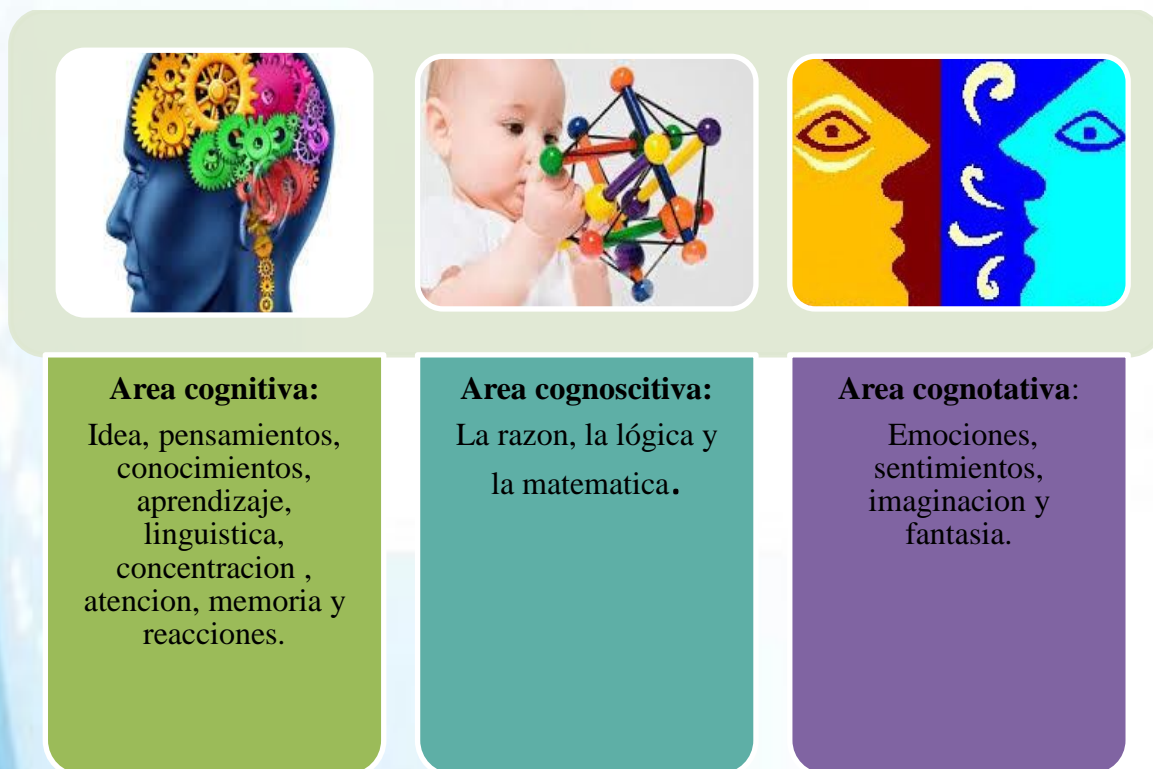 Area cognitiva:
Idea, pensamientos,
conocimientos,
aprendizaje,
linguistica,
concentracion ,
atencion, memoria y
reacciones.
Area cognoscitiva:
La razon, la lógica y
la matematica.
Area cognotativa:
Emociones,
sentimientos,
imaginacion y
fantasia.